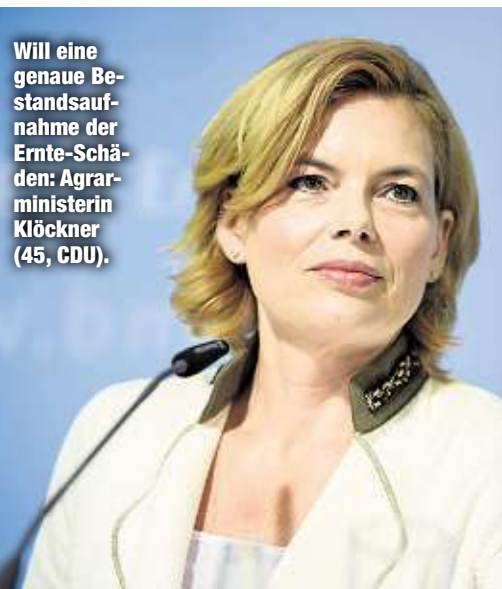 Will eine
genaue Be-
standsauf-
nahme der
Ernte-Schä-
den: Agrar-
ministerin
Klöckner
(45, CDU).